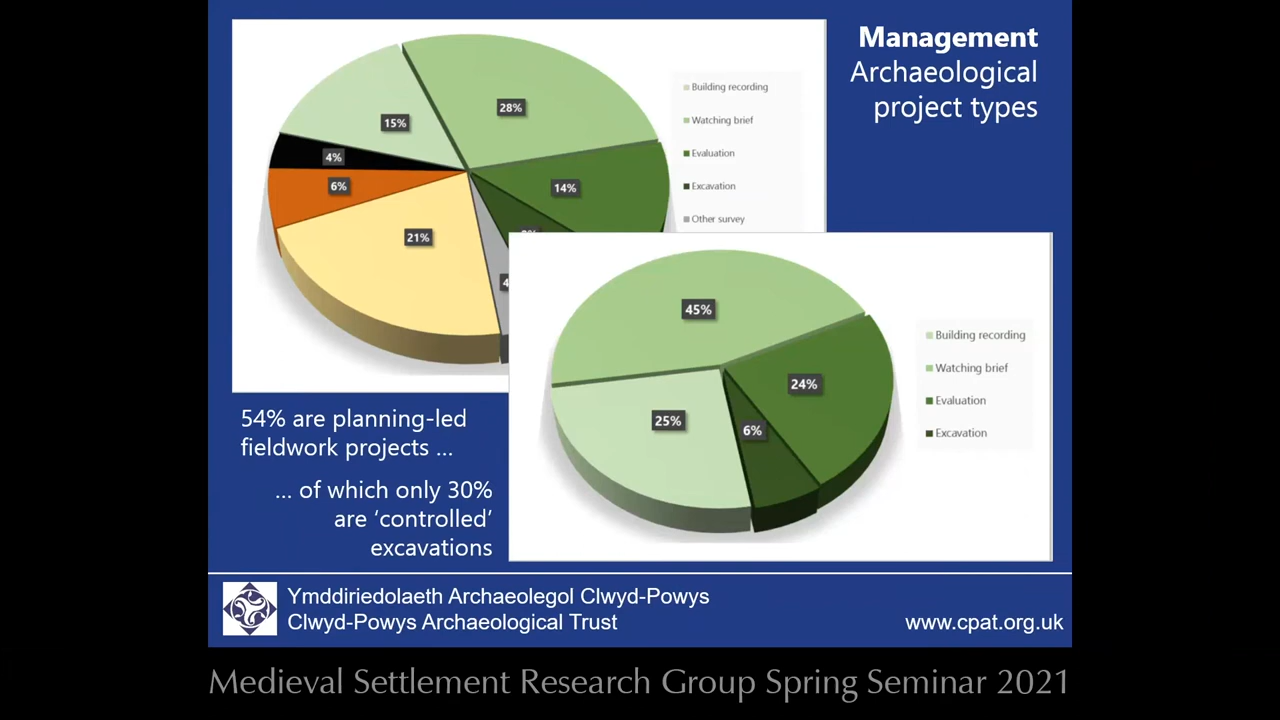 Management
Archaeological
project types
28%
15%
4%
6%
14%
21%
Building recording
Watching brief
Evaluation
Excavation
Other survey
45%
24%
25%
6%
Building recording
Watching brief
Evaluation
Excavation
54% are planning-led
fieldwork projects ...
... of which only 30%
are ‘controlled’
excavations
Ymddiriedolaeth Archaeolegol Clwyd-Powys
Clwyd-Powys Archaeological Trust
www.cpat.org.uk
Medieval Settlement Research Group Spring Seminar 2021